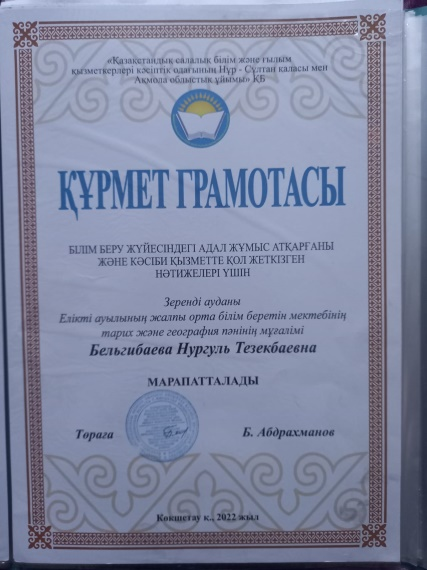 «Қазақстандық салалық білім және ғылым
қызметкерлері кәсіптік одағының Нұр - Сұлтан қаласы мен
Ақмола облыстық ұйымы» ҚБ
ҚҰРМЕТ ГРАМОТАСЫ
БІЛІМ БЕРУ ЖҮЙЕСІНДЕГІ АДАЛ ЖҰМЫС АТҚАРҒАНЫ
ЖӘНЕ КӘСІБИ ҚЫЗМЕТТЕ ҚОЛ ЖЕТКІЗГЕН
НӘТИЖЕЛЕРІ ҮШІН
Зеренді ауданы
Елікті ауылының жалпы орта білім беретін мектебінің
тарих және география пәнінің мұғалімі
Бельгибаева Нургуль Тезекбаевна
МАРАПАТТАЛАДЫ
Төраға Б. Абдрахманов
Көкшетау қ., 2022 жыл